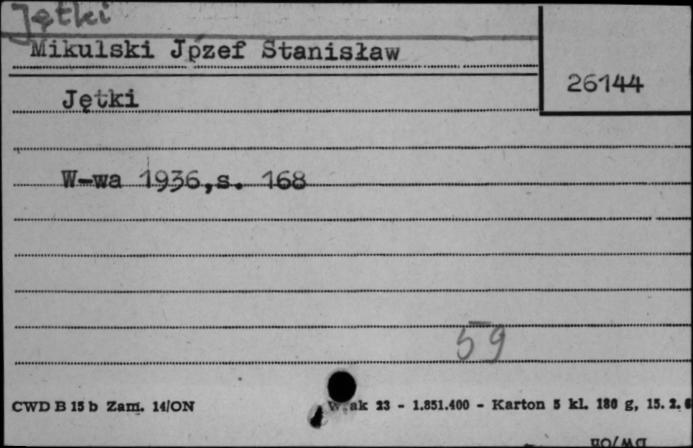 Jętki
Mikulski Józef Stanisław
26144
Jętki
W-wa 1936,s. 168
59
CWD B 15 b Zam. 14/ON
23 - 1.851.400 - Karton 5 kl. 180 g, 15. 2. 6